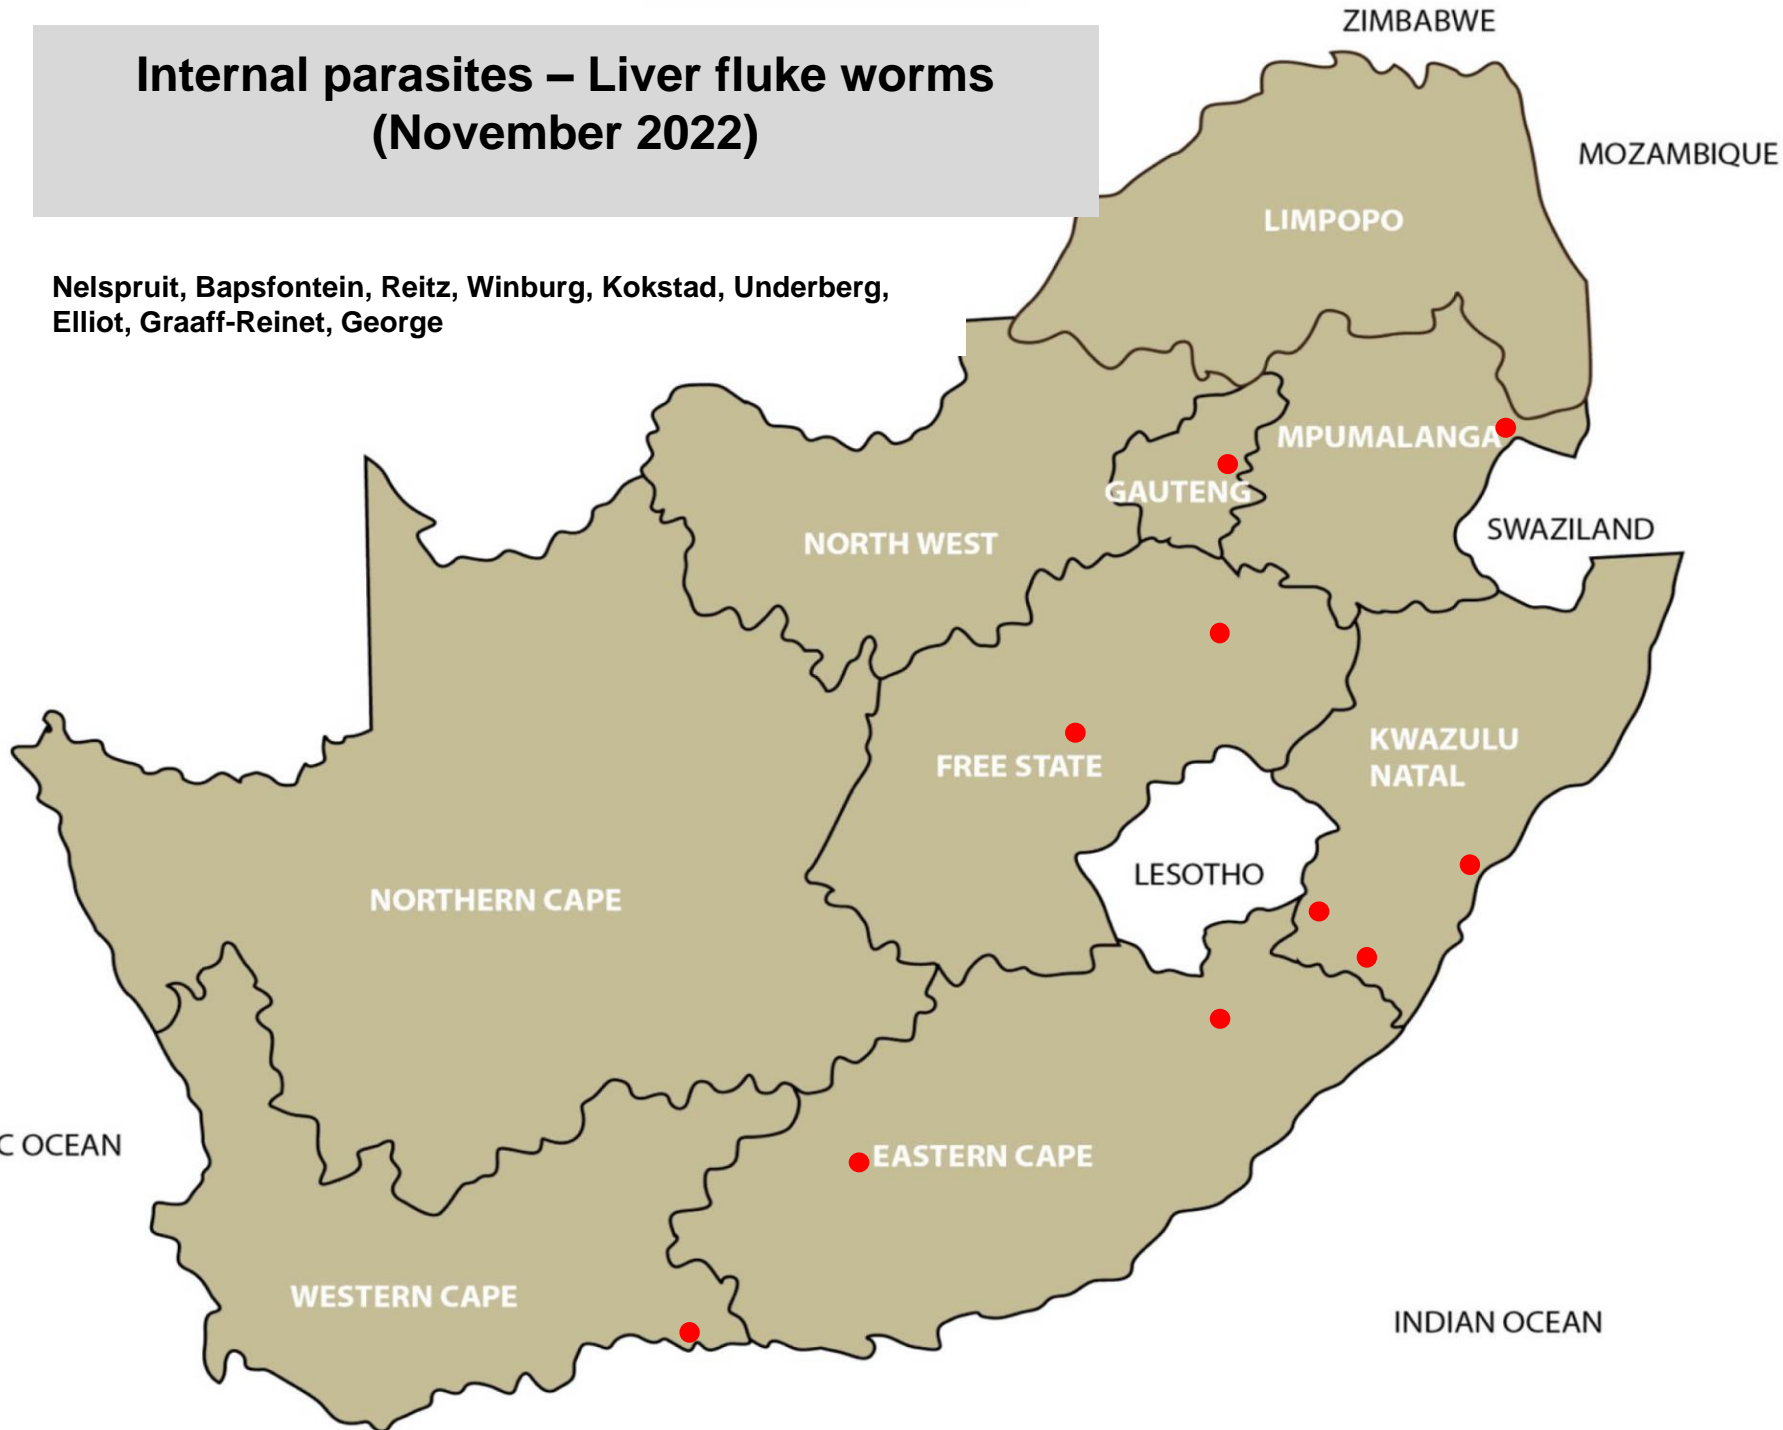 ZIMBABWE
Internal parasites – Liver fluke worms
(November 2022)
MOZAMBIQUE
LIMPOPO
Nelspruit, Bapsfontein, Reitz, Winburg, Kokstad, Underberg,
Elliot, Graaff-Reinet, George
MPUMALANGA
GAUTENG
NORTH WEST
SWAZILAND
KWAZULU
NATAL
FREE STATE
LESOTHO
NORTHERN CAPE
C OCEAN
EASTERN CAPE
WESTERN CAPE
INDIAN OCEAN